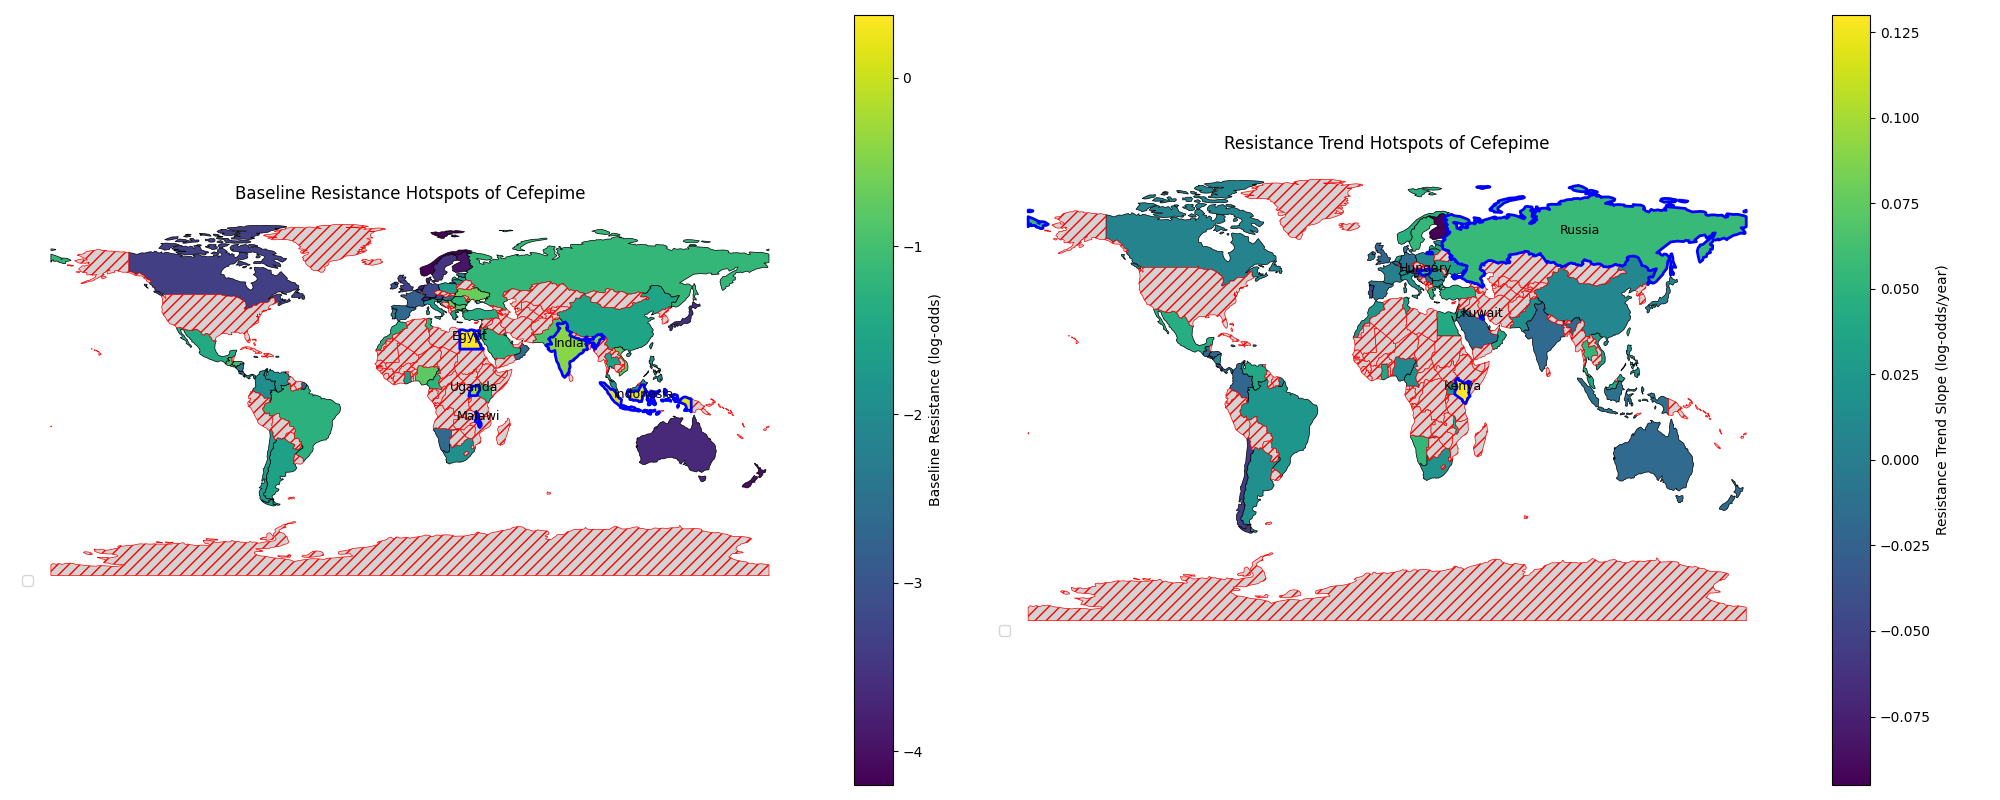 Baseline Resistance Hotspots of Cefepime
Egypt
India
Uganda
Indonesia
Malawi
0
−1
−2
−3
−4
Baseline Resistance (log-odds)
Resistance Trend Hotspots of Cefepime
Russia
Hungary
Kuwait
Kenya
0.125
0.100
0.075
0.050
0.025
0.000
−0.025
−0.050
−0.075
Resistance Trend Slope (log-odds/year)